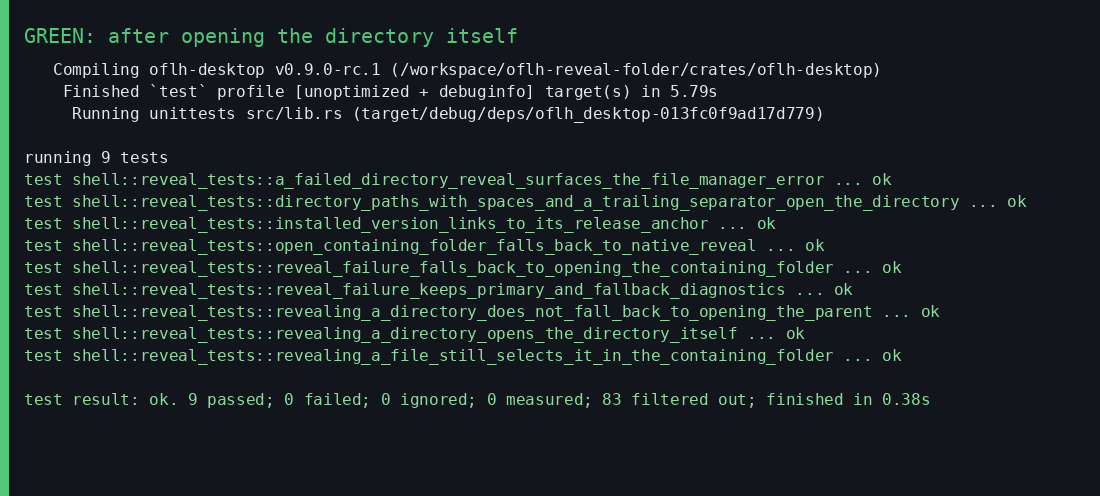 GREEN: after opening the directory itself
Compiling oflh-desktop v0.9.0-rc.1 (/workspace/oflh-reveal-folder/crates/oflh-desktop)
Finished `test` profile [unoptimized + debuginfo] target(s) in 5.79s
Running unittests src/lib.rs (target/debug/deps/oflh_desktop-013fc0f9ad17d779)
running 9 tests
test shell::reveal_tests::a_failed_directory_reveal_surfaces_the_file_manager_error ... ok
test shell::reveal_tests::directory_paths_with_spaces_and_a_trailing_separator_open_the_directory ... ok
test shell::reveal_tests::installed_version_links_to_its_release_anchor ... ok
test shell::reveal_tests::open_containing_folder_falls_back_to_native_reveal ... ok
test shell::reveal_tests::reveal_failure_falls_back_to_opening_the_containing_folder ... ok
test shell::reveal_tests::reveal_failure_keeps_primary_and_fallback_diagnostics ... ok
test shell::reveal_tests::revealing_a_directory_does_not_fall_back_to_opening_the_parent ... ok
test shell::reveal_tests::revealing_a_directory_opens_the_directory_itself ... ok
test shell::reveal_tests::revealing_a_file_still_selects_it_in_the_containing_folder ... ok
test result: ok. 9 passed; 0 failed; 0 ignored; 0 measured; 83 filtered out; finished in 0.38s